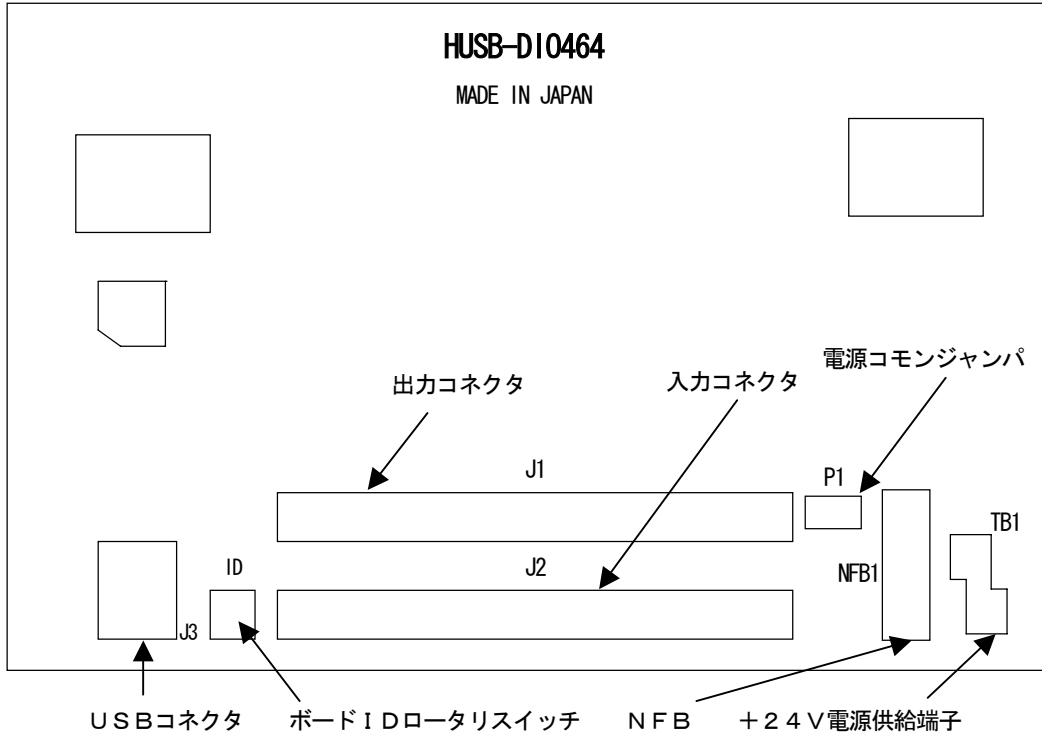 HUSB-DIO464
MADE IN JAPAN
電源コモンジャンパ
出力コネクタ
入力コネクタ
J1
P1
TB1
ID
J2
NFB1
J3
ＵＳＢコネクタ
ボードＩＤロータリスイッチ
ＮＦＢ
＋２４Ｖ電源供給端子